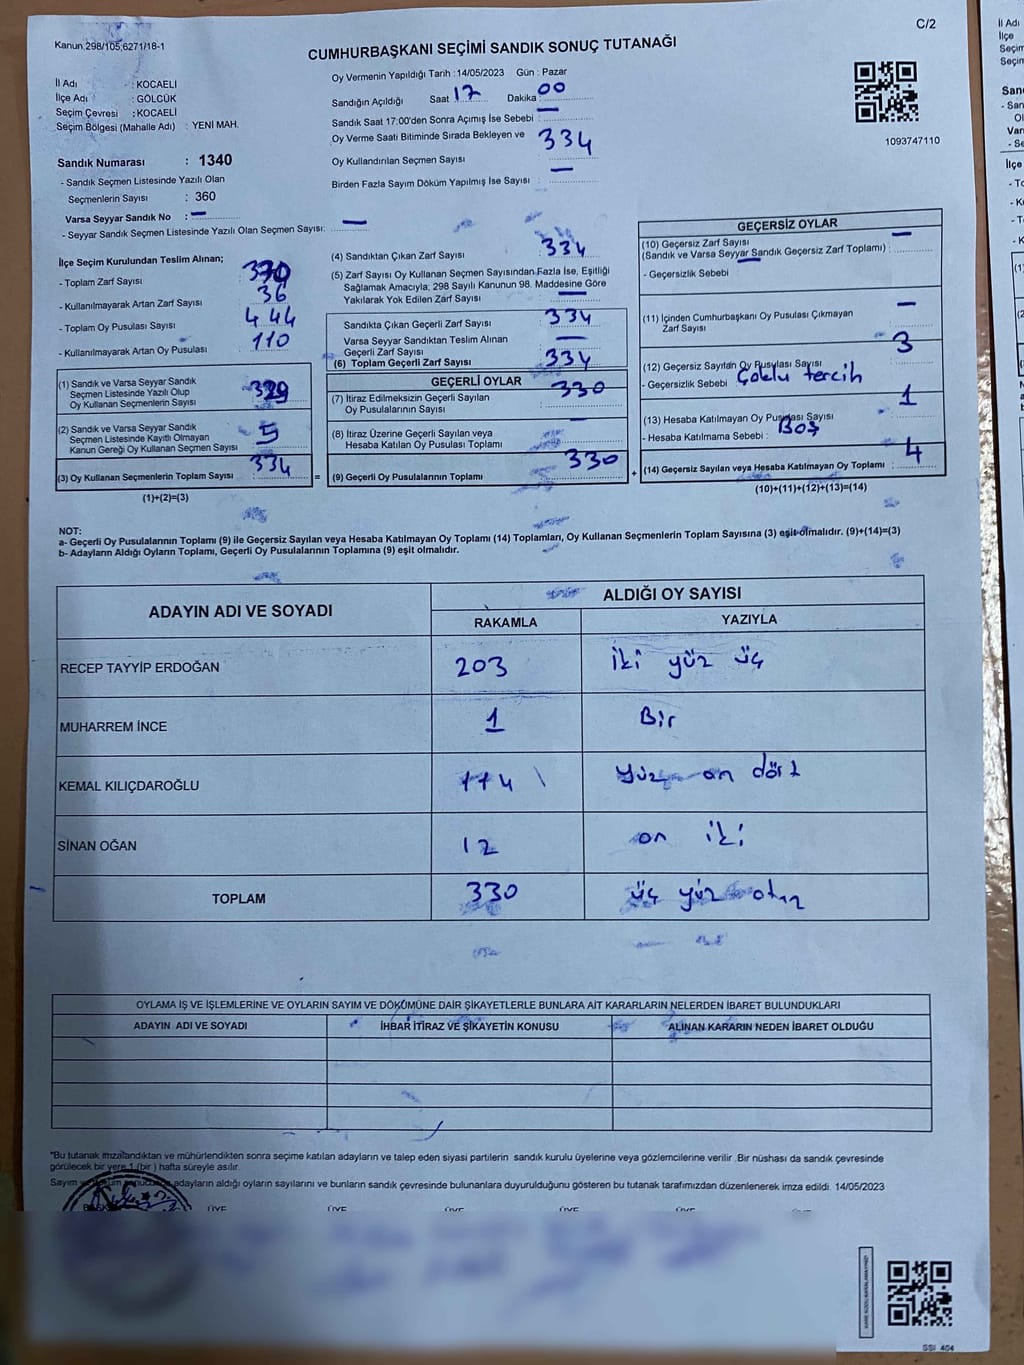 C/2
Kanun.298/105,6271/18-1
CUMHURBAŞKANI SEÇİMİ SANDIK SONUÇ TUTANAĞI
İl Adı : KOCAELİ
İlçe Adı : GÖLCÜK
Seçim Çevresi : KOCAELİ
Seçim Bölgesi (Mahalle Adı) : YENİ MAH.
Sandık Numarası : 1340
- Sandık Seçmen Listesinde Yazılı Olan
Seçmenlerin Sayısı : 360
Varsa Seyyar Sandık No : —
- Seyyar Sandık Seçmen Listesinde Yazılı Olan Seçmen Sayısı: —
Oy Vermenin Yapıldığı Tarih : 14/05/2023 Gün : Pazar
Sandığın Açıldığı Saat 17 Dakika 00
Sandık Saat 17:00'den Sonra Açımış İse Sebebi : —
Oy Verme Saati Bitiminde Sırada Bekleyen ve
Oy Kullandırılan Seçmen Sayısı : 334
Birden Fazla Sayım Döküm Yapılmış İse Sayısı : —
1093747110
İlçe Seçim Kurulundan Teslim Alınan;
- Toplam Zarf Sayısı 370
- Kullanılmayarak Artan Zarf Sayısı 36
- Toplam Oy Pusulası Sayısı 444
- Kullanılmayarak Artan Oy Pusulası 110
(1) Sandık ve Varsa Seyyar Sandık
Seçmen Listesinde Yazılı Olup
Oy Kullanan Seçmenlerin Sayısı 329
(2) Sandık ve Varsa Seyyar Sandık
Seçmen Listesinde Kayıtlı Olmayan
Kanun Gereği Oy Kullanan Seçmen Sayısı 5
(3) Oy Kullanan Seçmenlerin Toplam Sayısı 334
(1)+(2)=(3)
=
(4) Sandıktan Çıkan Zarf Sayısı 334
(5) Zarf Sayısı Oy Kullanan Seçmen Sayısından Fazla İse, Eşitliği
Sağlamak Amacıyla; 298 Sayılı Kanunun 98. Maddesine Göre
Yakılarak Yok Edilen Zarf Sayısı —
Sandıkta Çıkan Geçerli Zarf Sayısı 334
Varsa Seyyar Sandıktan Teslim Alınan
Geçerli Zarf Sayısı —
(6) Toplam Geçerli Zarf Sayısı 334
GEÇERLİ OYLAR
(7) İtiraz Edilmeksizin Geçerli Sayılan
Oy Pusulalarının Sayısı 330
(8) İtiraz Üzerine Geçerli Sayılan veya
Hesaba Katılan Oy Pusulası Toplamı —
(9) Geçerli Oy Pusulalarının Toplamı 330
+
GEÇERSİZ OYLAR
(10) Geçersiz Zarf Sayısı
(Sandık ve Varsa Seyyar Sandık Geçersiz Zarf Toplamı) : —
- Geçersizlik Sebebi —
(11) İçinden Cumhurbaşkanı Oy Pusulası Çıkmayan
Zarf Sayısı —
(12) Geçersiz Sayılan Oy Pusulası Sayısı 3
- Geçersizlik Sebebi Çoklu tercih
(13) Hesaba Katılmayan Oy Pusulası Sayısı 1
- Hesaba Katılmama Sebebi : Boş
(14) Geçersiz Sayılan veya Hesaba Katılmayan Oy Toplamı 4
(10)+(11)+(12)+(13)=(14)
NOT:
a- Geçerli Oy Pusulalarının Toplamı (9) ile Geçersiz Sayılan veya Hesaba Katılmayan Oy Toplamı (14) Toplamları, Oy Kullanan Seçmenlerin Toplam Sayısına (3) eşit olmalıdır. (9)+(14)=(3)
b- Adayların Aldığı Oyların Toplamı, Geçerli Oy Pusulalarının Toplamına (9) eşit olmalıdır.
ADAYIN ADI VE SOYADI ALDIĞI OY SAYISI
RAKAMLA YAZIYLA
RECEP TAYYİP ERDOĞAN 203 İki yüz üç
MUHARREM İNCE 1 Bir
KEMAL KILIÇDAROĞLU 114 Yüz on dört
SİNAN OĞAN 12 on iki
TOPLAM 330 üç yüz otuz
OYLAMA İŞ VE İŞLEMLERİNE VE OYLARIN SAYIM VE DÖKÜMÜNE DAİR ŞİKAYETLERLE BUNLARA AİT KARARLARIN NELERDEN İBARET BULUNDUKLARI
ADAYIN ADI VE SOYADI İHBAR İTİRAZ VE ŞİKAYETİN KONUSU ALINAN KARARIN NEDEN İBARET OLDUĞU
*Bu tutanak imzalandıktan ve mühürlendikten sonra seçime katılan adayların ve talep eden siyasi partilerin sandık kurulu üyelerine veya gözlemcilerine verilir .Bir nüshası da sandık çevresinde
görülecek bir yere 1 (bir ) hafta süreyle asılır.
Sayım adayların aldığı oyların sayılarını ve bunların sandık çevresinde bulunanlara duyurulduğunu gösteren bu tutanak tarafımızdan düzenlenerek imza edildi. 14/05/2023
ÜYE ÜYE ÜYE ÜYE ÜYE
SSI 404